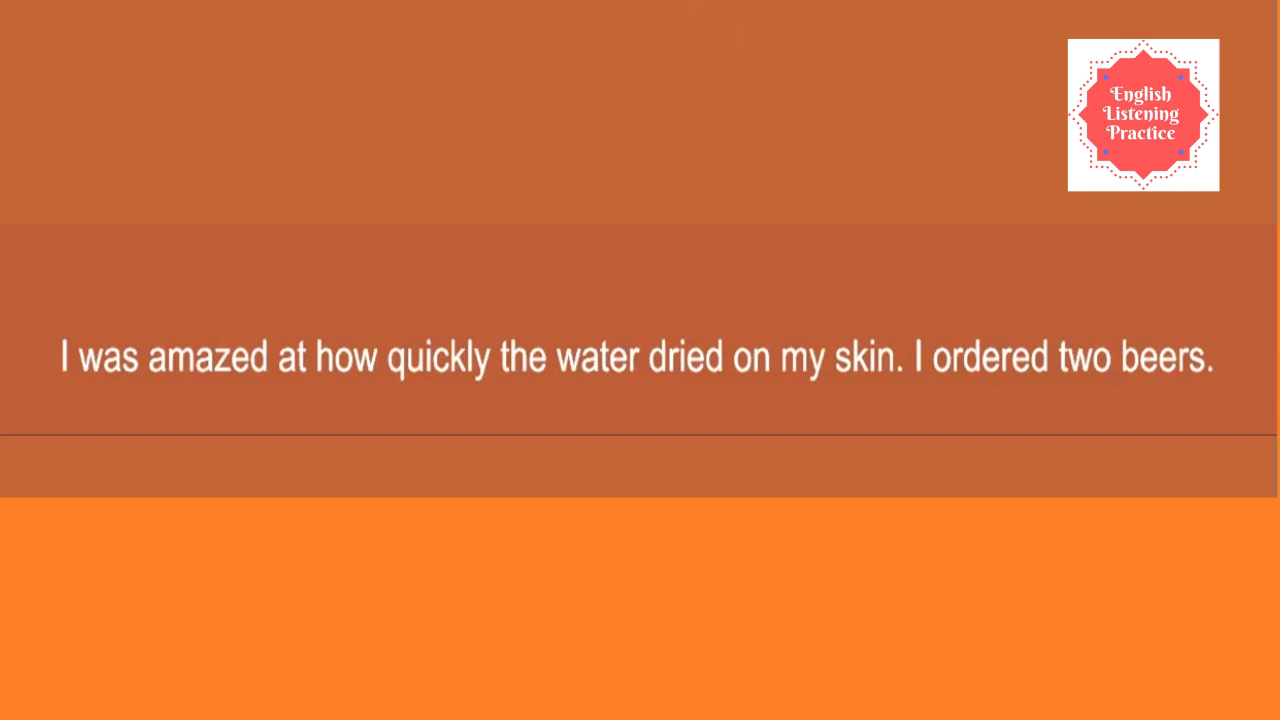 English
Listening
Practice
I was amazed at how quickly the water dried on my skin. I ordered two beers.